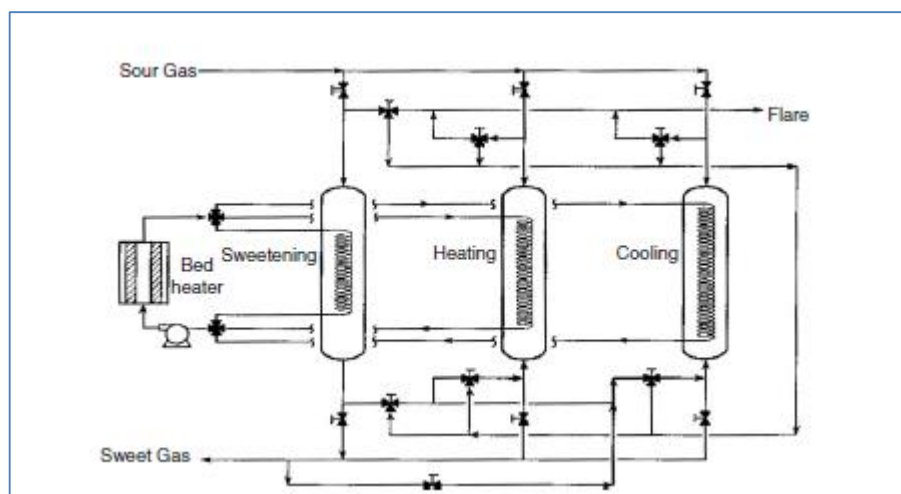 Sour Gas
Flare
Sweetening
Heating
Cooling
Bed
heater
Sweet Gas